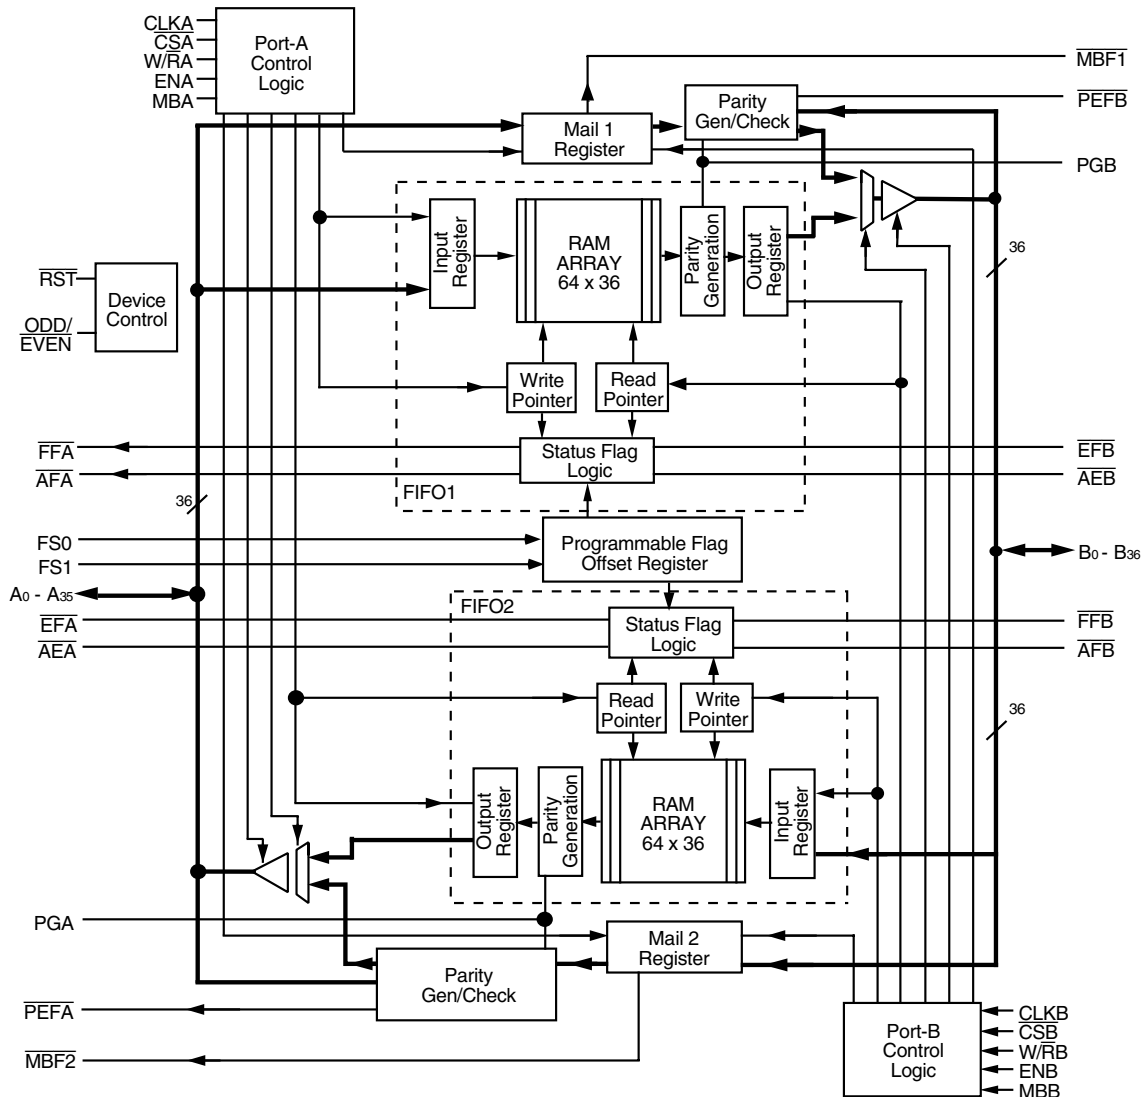 CLKA
CSA
W/RA
ENA
MBA
Port-A
Control
Logic
MBF1
Mail 1
Register
Parity
Gen/Check
PEFB
PGB
Input
Register
RAM
ARRAY
64 x 36
Parity
Generation
Output
Register
36
RST
ODD/
EVEN
Device
Control
Write
Pointer
Read
Pointer
FFA
AFA
Status Flag
Logic
EFB
AEB
FIFO1
36
FS0
FS1
Programmable Flag
Offset Register
A0 - A35
B0 - B36
FIFO2
EFA
AEA
Status Flag
Logic
FFB
AFB
Read
Pointer
Write
Pointer
36
Output
Register
Parity
Generation
RAM
ARRAY
64 x 36
Input
Register
PGA
Mail 2
Register
Parity
Gen/Check
PEFA
MBF2
Port-B
Control
Logic
CLKB
CSB
W/RB
ENB
MBB